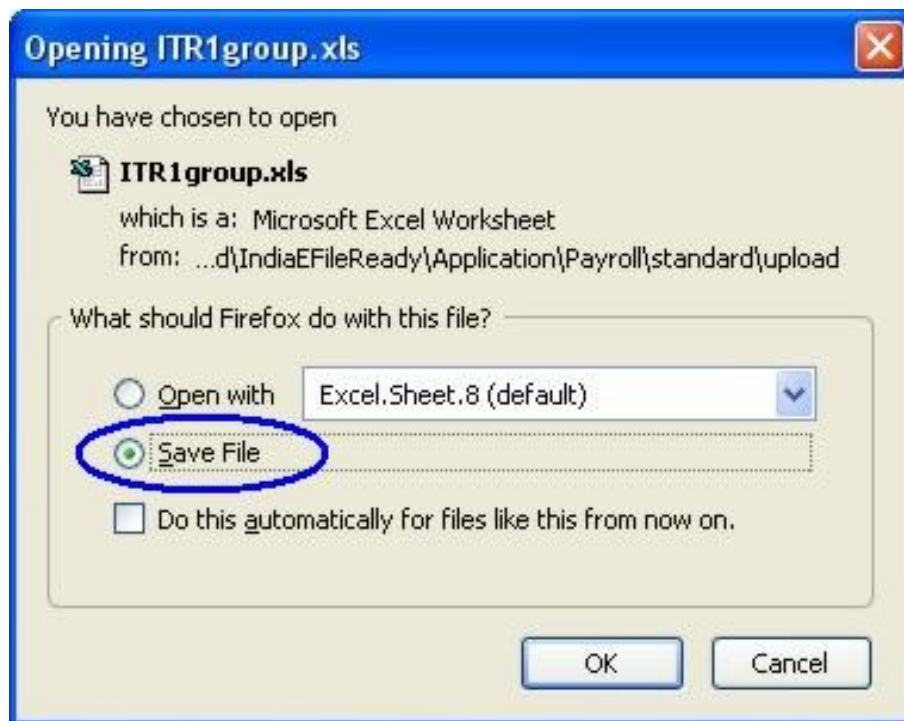 Opening ITR1group.xls
You have chosen to open
ITR1group.xls
which is a: Microsoft Excel Worksheet
from: ...d\IndiaEFileReady\Application\Payroll\standard\upload
What should Firefox do with this file?
Open with Excel.Sheet.8 (default)
Save File
Do this automatically for files like this from now on.
OK Cancel